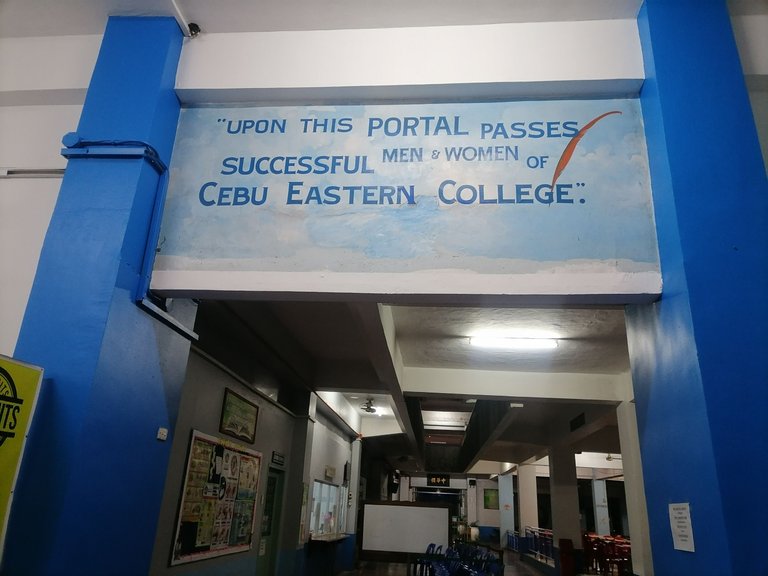 "UPON THIS PORTAL PASSES
SUCCESSFUL MEN & WOMEN OF
CEBU EASTERN COLLEGE".